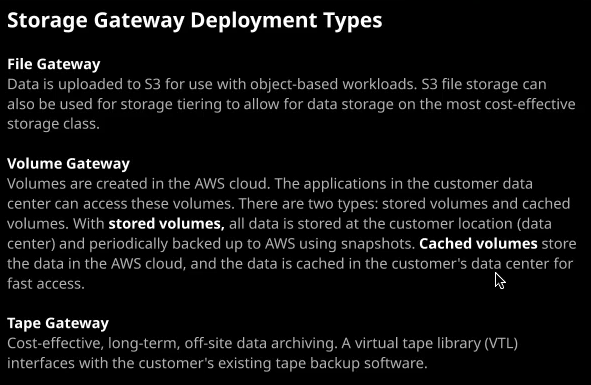 Storage Gateway Deployment Types
File Gateway
Data is uploaded to S3 for use with object-based workloads. S3 file storage can
also be used for storage tiering to allow for data storage on the most cost-effective
storage class.
Volume Gateway
Volumes are created in the AWS cloud. The applications in the customer data
center can access these volumes. There are two types: stored volumes and cached
volumes. With stored volumes, all data is stored at the customer location (data
center) and periodically backed up to AWS using snapshots. Cached volumes store
the data in the AWS cloud, and the data is cached in the customer's data center for
fast access.
Tape Gateway
Cost-effective, long-term, off-site data archiving. A virtual tape library (VTL)
interfaces with the customer's existing tape backup software.